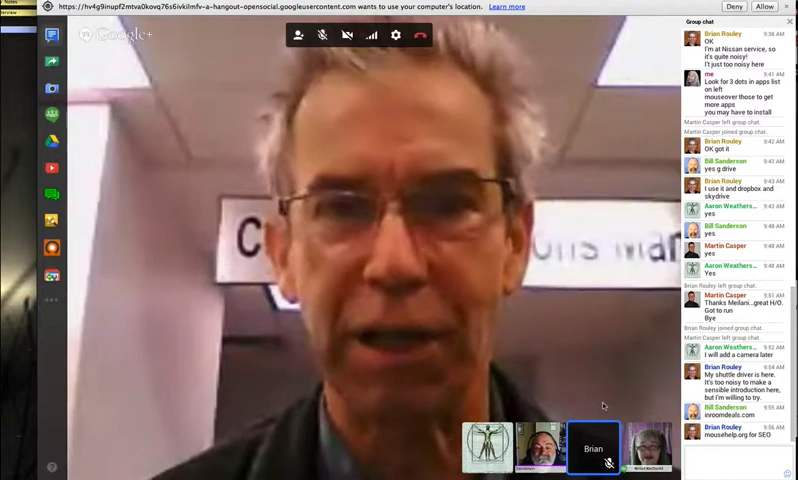 Notes
https://hv4g9inupf2mtva0kovq76s6ivkilmfv-a-hangout-opensocial.googleusercontent.com wants to use your computer's location. Learn more
Deny
Allow
Google+
C
ons Man
Brian
Group chat
Brian Rouley 9:38 AM
OK
I'm at Nissan service, so
it's quite noisy!
I'ts just too noisy here
me 9:41 AM
Look for 3 dots in apps list
on left
mouseover those to get
more apps
you may have to install
Martin Casper left group chat.
Martin Casper joined group chat.
Brian Rouley 9:42 AM
OK got it
Bill Sanderson 9:43 AM
yes g drive
Brian Rouley 9:43 AM
I use it and dropbox and
skydrive
Aaron Weathers... 9:43 AM
yes
Bill Sanderson 9:48 AM
yes
Martin Casper 9:48 AM
yes
Aaron Weathers... 9:48 AM
Yes
Brian Rouley left group chat.
Martin Casper 9:51 AM
Thanks Meilani...great H/O.
Got to run
Bye
Brian Rouley joined group chat.
Martin Casper left group chat.
Aaron Weathers... 9:52 AM
I will add a camera later
Brian Rouley 9:54 AM
My shuttle driver is here.
It's too noisy to make a
sensible introduction here,
but I'm willing to try.
Bill Sanderson 9:55 AM
inroomdeals.com
Brian Rouley 9:56 AM
mousehelp.org for SEO